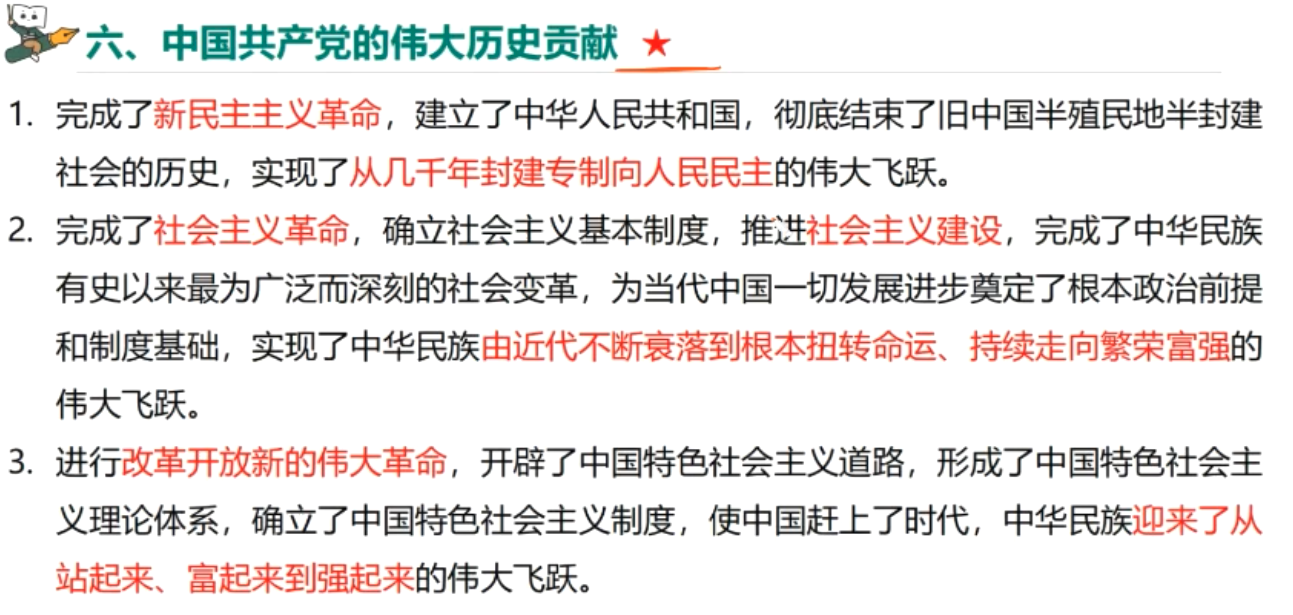 六、中国共产党的伟大历史贡献 ★
1. 完成了新民主主义革命，建立了中华人民共和国，彻底结束了旧中国半殖民地半封建
社会的历史，实现了从几千年封建专制向人民民主的伟大飞跃。
2. 完成了社会主义革命，确立社会主义基本制度，推进社会主义建设，完成了中华民族
有史以来最为广泛而深刻的社会变革，为当代中国一切发展进步奠定了根本政治前提
和制度基础，实现了中华民族由近代不断衰落到根本扭转命运、持续走向繁荣富强的
伟大飞跃。
3. 进行改革开放新的伟大革命，开辟了中国特色社会主义道路，形成了中国特色社会主
义理论体系，确立了中国特色社会主义制度，使中国赶上了时代，中华民族迎来了从
站起来、富起来到强起来的伟大飞跃。